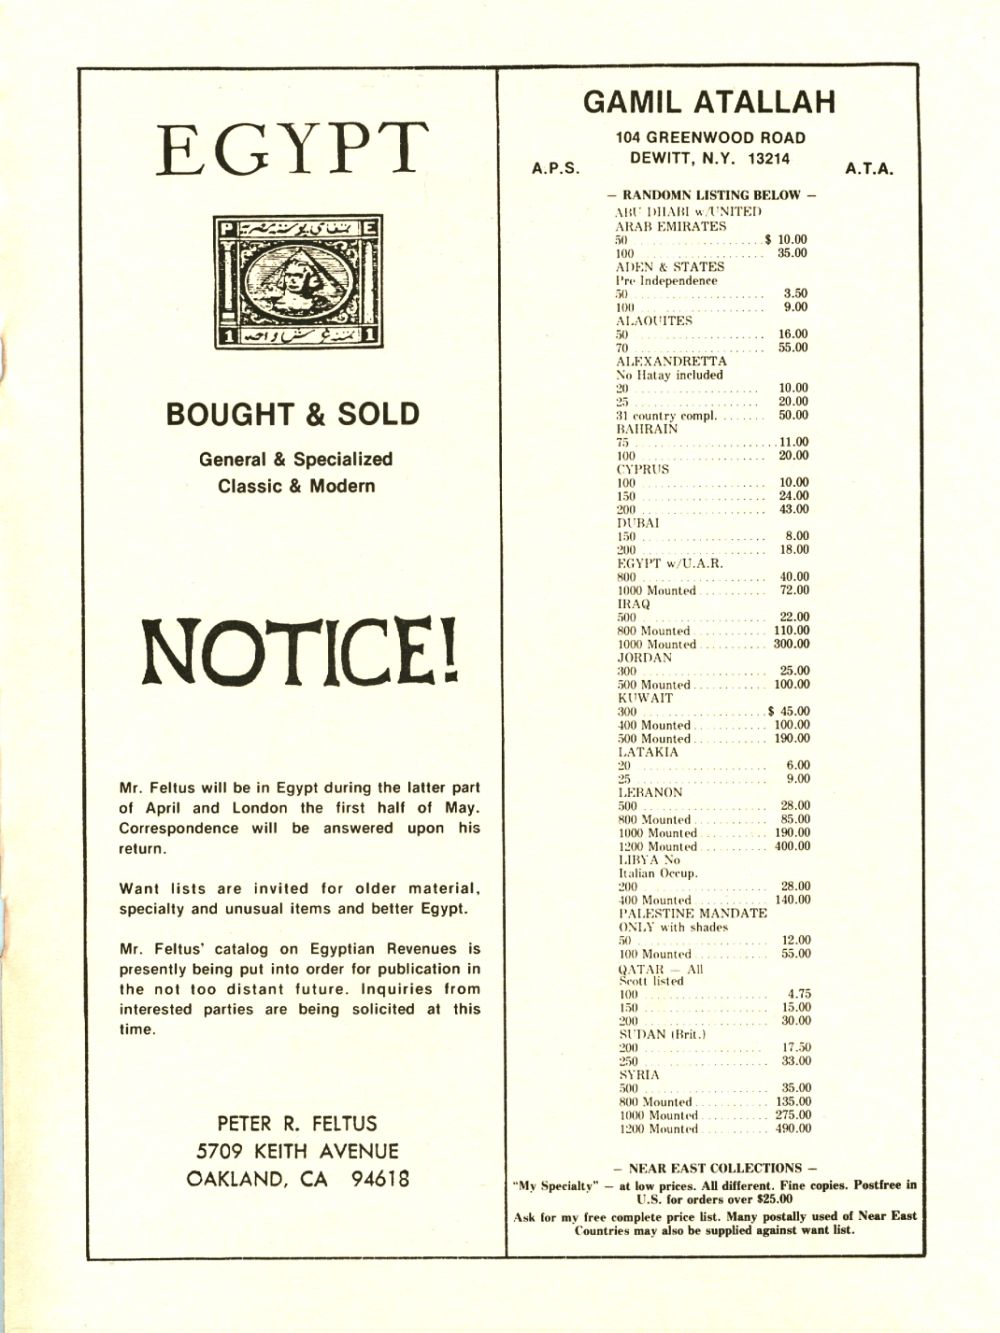 EGYPT
P E
1 1
BOUGHT & SOLD
General & Specialized
Classic & Modern
NOTICE!
Mr. Feltus will be in Egypt during the latter part
of April and London the first half of May.
Correspondence will be answered upon his
return.
Want lists are invited for older material,
specialty and unusual items and better Egypt.
Mr. Feltus' catalog on Egyptian Revenues is
presently being put into order for publication in
the not too distant future. Inquiries from
interested parties are being solicited at this
time.
PETER R. FELTUS
5709 KEITH AVENUE
OAKLAND, CA 94618
GAMIL ATALLAH
104 GREENWOOD ROAD
DEWITT, N.Y. 13214
A.P.S. A.T.A.
— RANDOMN LISTING BELOW —
ABU DHABI w/UNITED
ARAB EMIRATES
50 $ 10.00
100 35.00
ADEN & STATES
Pre Independence
50 3.50
100 9.00
ALAOUITES
50 16.00
70 55.00
ALEXANDRETTA
No Hatay included
20 10.00
25 20.00
31 country compl. 50.00
BAHRAIN
75 11.00
100 20.00
CYPRUS
100 10.00
150 24.00
200 43.00
DUBAI
150 8.00
200 18.00
EGYPT w/U.A.R.
800 40.00
1000 Mounted 72.00
IRAQ
500 22.00
800 Mounted 110.00
1000 Mounted 300.00
JORDAN
300 25.00
500 Mounted 100.00
KUWAIT
300 $ 45.00
400 Mounted 100.00
500 Mounted 190.00
LATAKIA
20 6.00
25 9.00
LEBANON
500 28.00
800 Mounted 85.00
1000 Mounted 190.00
1200 Mounted 400.00
LIBYA No
Italian Occup.
200 28.00
400 Mounted 140.00
PALESTINE MANDATE
ONLY with shades
50 12.00
100 Mounted 55.00
QATAR — All
Scott listed
100 4.75
150 15.00
200 30.00
SUDAN (Brit.)
200 17.50
250 33.00
SYRIA
500 35.00
800 Mounted 135.00
1000 Mounted 275.00
1200 Mounted 490.00
— NEAR EAST COLLECTIONS —
"My Specialty" — at low prices. All different. Fine copies. Postfree in
U.S. for orders over $25.00
Ask for my free complete price list. Many postally used of Near East
Countries may also be supplied against want list.